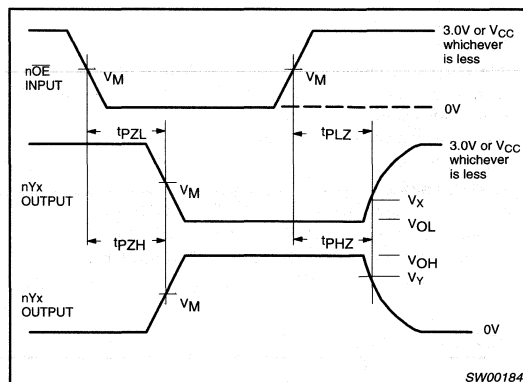 nOE
INPUT
VM
VM
3.0V or VCC
whichever
is less
0V
tPZL
tPLZ
nYx
OUTPUT
VM
3.0V or VCC
whichever
is less
VX
VOL
tPZH
tPHZ
VOH
VY
nYx
OUTPUT
VM
0V
SW00184